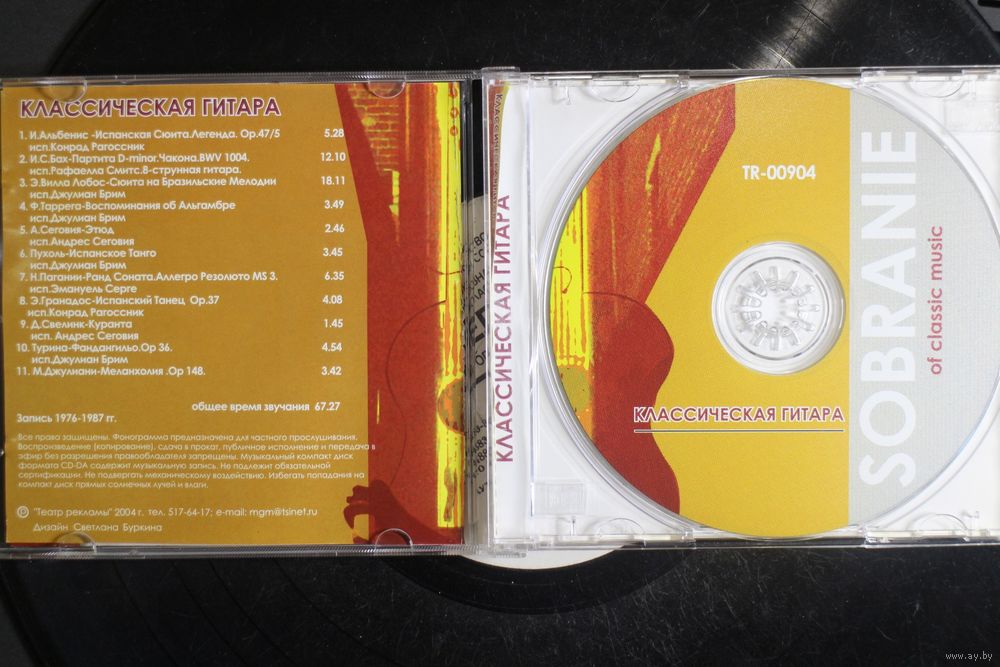 КЛАССИЧЕСКАЯ ГИТАРА
1. И.Альбенис -Испанская Сюита.Легенда. Ор.47/5 5.28
исп.Конрад Рагоссник
2. И.С.Бах-Партита D-minor.Чакона.BWV 1004. 12.10
исп.Рафаелла Смитс.8-струнная гитара.
3. Э.Вилла Лобос-Сюита на Бразильские Мелодии 18.11
исп.Джулиан Брим
4. Ф.Таррега-Воспоминания об Альгамбре 3.49
исп.Джулиан Брим
5. А.Сеговия-Этюд 2.46
исп.Андрес Сеговия
6. Пухоль-Испанское Танго 3.45
исп.Джулиан Брим
7. Н.Пагании-Ранд Соната.Аллегро Резолюто MS 3. 6.35
исп.Эмануель Серге
8. Э.Гранадос-Испанский Танец Ор.37 4.08
исп.Конрад Рагоссник
9. Д.Свелинк-Куранта 1.45
исп. Андрес Сеговия
10. Турина-Фандангильо.Ор 36. 4.54
исп.Джулиан Брим
11. М.Джулиани-Меланхолия .Ор 148. 3.42
общее время звучания 67.27
Запись 1976-1987 гг.
Все права защищены. Фонограмма предназначена для частного прослушивания.
Воспроизведение (копирование), сдача в прокат, публичное исполнение и передача в
эфир без разрешения правообладателя запрещены. Музыкальный компакт диск
формата CD-DA содержит музыкальную запись. Не подлежит обязательной
сертификации. Не подвергать механическому воздействию. Избегать попадания на
компакт диск прямых солнечных лучей и влаги.
℗ "Театр рекламы" 2004 г. тел. 517-64-17; e-mail: mgm@tsinet.ru
Дизайн Светлана Буркина
КЛАССИЧЕСКАЯ ГИТАРА
TR-00904
КЛАССИЧЕСКАЯ ГИТАРА
SOBRANIE
of classic music
www.ay.by